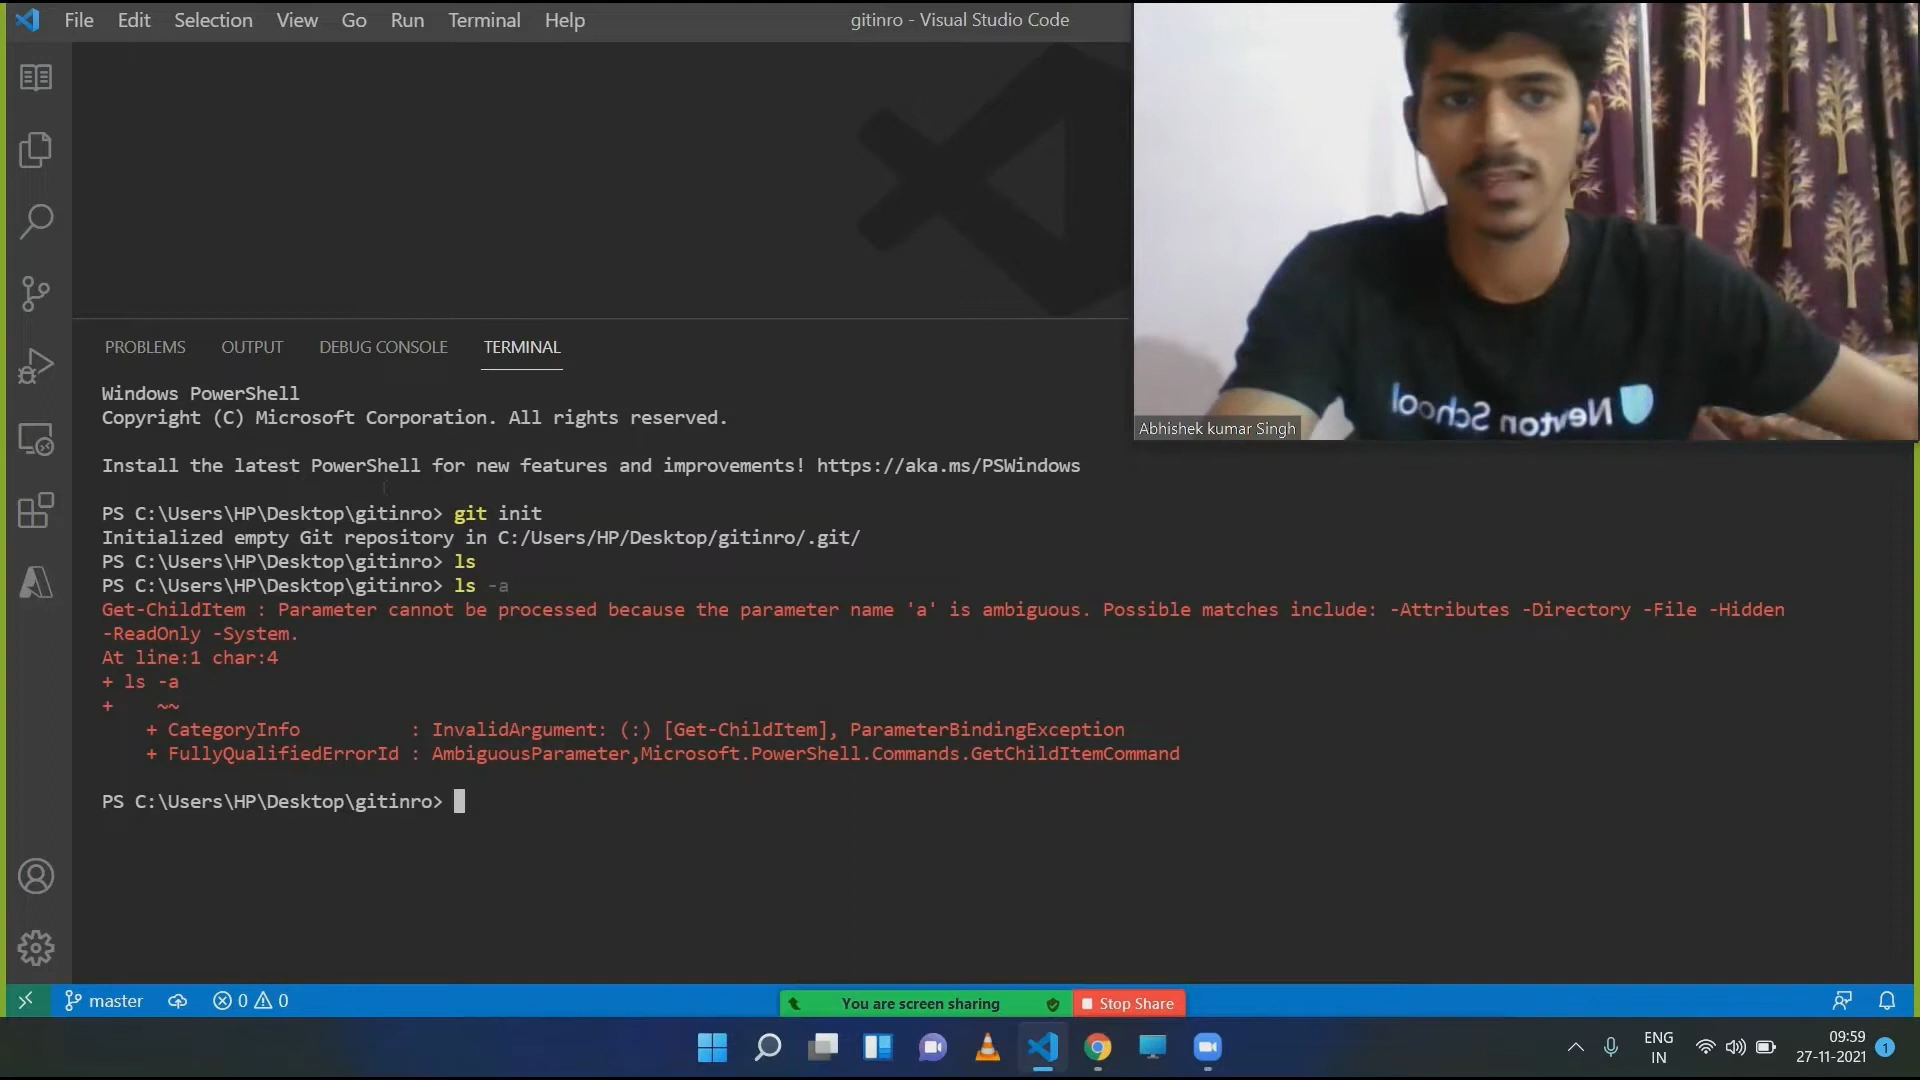 File Edit Selection View Go Run Terminal Help
gitinro - Visual Studio Code
Newton School
Abhishek kumar Singh
PROBLEMS OUTPUT DEBUG CONSOLE TERMINAL
Windows PowerShell
Copyright (C) Microsoft Corporation. All rights reserved.
Install the latest PowerShell for new features and improvements! https://aka.ms/PSWindows
PS C:\Users\HP\Desktop\gitinro> git init
Initialized empty Git repository in C:/Users/HP/Desktop/gitinro/.git/
PS C:\Users\HP\Desktop\gitinro> ls
PS C:\Users\HP\Desktop\gitinro> ls -a
Get-ChildItem : Parameter cannot be processed because the parameter name 'a' is ambiguous. Possible matches include: -Attributes -Directory -File -Hidden
-ReadOnly -System.
At line:1 char:4
+ ls -a
+    ~~
    + CategoryInfo          : InvalidArgument: (:) [Get-ChildItem], ParameterBindingException
    + FullyQualifiedErrorId : AmbiguousParameter,Microsoft.PowerShell.Commands.GetChildItemCommand
PS C:\Users\HP\Desktop\gitinro>
master 0 0
You are screen sharing Stop Share
ENG
IN
09:59
27-11-2021
1